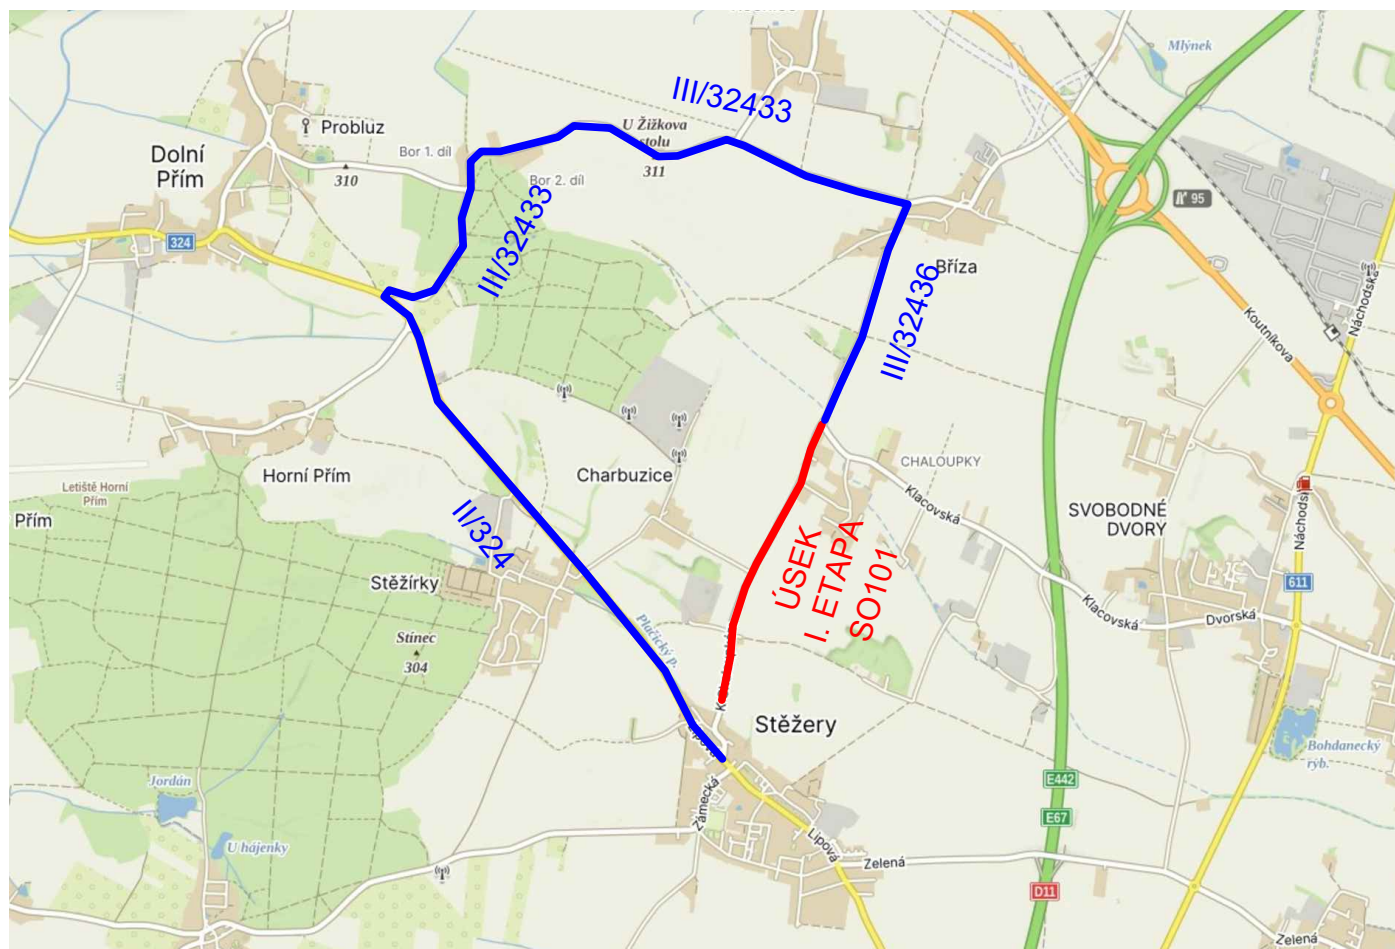 Mlýnek
III/32433
U Žižkova
stolu
311
Probluz
Dolní
Přím
310
Bor 1. díl
Bor 2. díl
95
324
III/32433
Bříza
III/32436
Náchodská
Koutníkova
Horní Přím
Charbuzice
CHALOUPKY
Letiště Horní
Přím
Přím
Klacovská
SVOBODNÉ
DVORY
Náchodská
II/324
ÚSEK
I. ETAPA
SO101
Stěžírky
611
Klacovská
Dvorská
Plačický p.
Stínec
304
Stěžery
Lipová
Bohdanecký
rýb.
Jordán
E442
Zámecká
E67
U hájenky
Lipová
Zelená
D11
Zelená